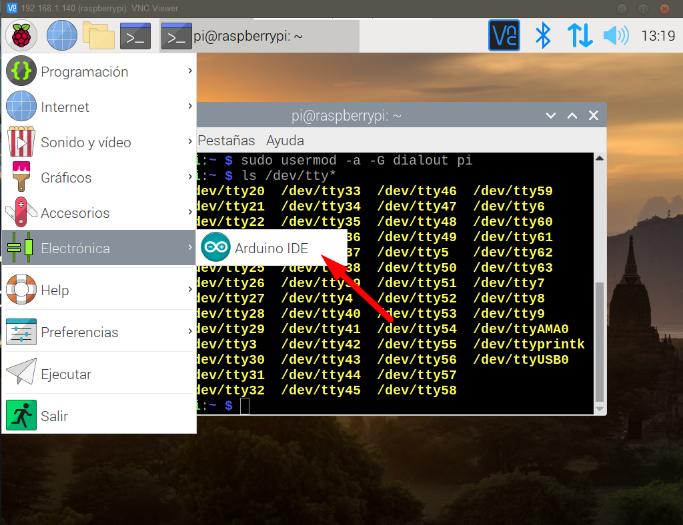 192.168.1.140 (raspberrypi) VNC Viewer
pi@raspberrypi: ~
13:19
Programación
Internet
Sonido y vídeo
Gráficos
Accesorios
Electrónica
Help
Preferencias
Ejecutar
Salir
Arduino IDE
pi@raspberrypi: ~
Pestañas Ayuda
i:~ $ sudo usermod -a -G dialout pi
i:~ $ ls /dev/tty*
dev/tty20 /dev/tty33 /dev/tty46 /dev/tty59
dev/tty21 /dev/tty34 /dev/tty47 /dev/tty6
dev/tty22 /dev/tty35 /dev/tty48 /dev/tty60
36 /dev/tty49 /dev/tty61
37 /dev/tty5 /dev/tty62
dev/tty25 /dev/tty38 /dev/tty50 /dev/tty63
dev/tty26 /dev/tty39 /dev/tty51 /dev/tty7
dev/tty27 /dev/tty4 /dev/tty52 /dev/tty8
dev/tty28 /dev/tty40 /dev/tty53 /dev/tty9
dev/tty29 /dev/tty41 /dev/tty54 /dev/ttyAMA0
dev/tty3 /dev/tty42 /dev/tty55 /dev/ttyprintk
dev/tty30 /dev/tty43 /dev/tty56 /dev/ttyUSB0
dev/tty31 /dev/tty44 /dev/tty57
dev/tty32 /dev/tty45 /dev/tty58
i:~ $